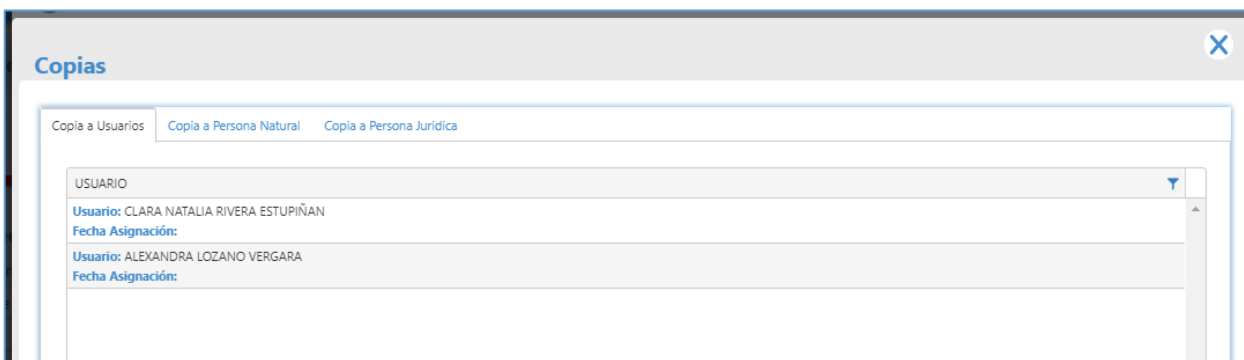 Copias
Copia a Usuarios Copia a Persona Natural Copia a Persona Juridica
USUARIO
Usuario: CLARA NATALIA RIVERA ESTUPIÑAN
Fecha Asignación:
Usuario: ALEXANDRA LOZANO VERGARA
Fecha Asignación: